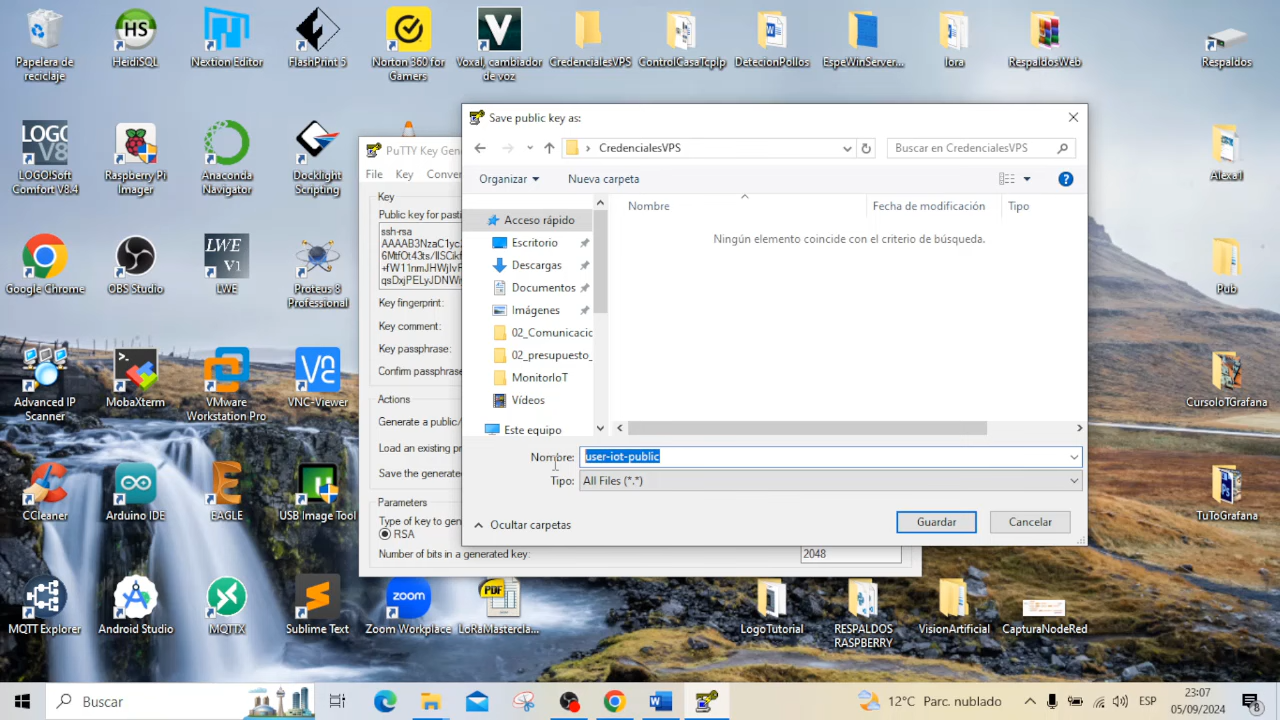 Papelera de
reciclaje
HeidiSQL
Nextion Editor
FlashPrint 5
Norton 360 for
Gamers
Voxal, cambiador
de voz
CredencialesVPS
ControlCasaTcpIp
DetecionPollos
EspeWinServer...
lora
RespaldosWeb
Respaldos
LOGO!Soft
Comfort V8.4
Raspberry Pi
Imager
Anaconda
Navigator
Docklight
Scripting
Alexa1
Google Chrome
OBS Studio
LWE
V1
LWE
Proteus 8
Professional
Pub
Advanced IP
Scanner
MobaXterm
VMware
Workstation Pro
VNC-Viewer
CursoIoTGrafana
CCleaner
Arduino IDE
EAGLE
USB Image Tool
TuToGrafana
MQTT Explorer
Android Studio
MQTTX
Sublime Text
Zoom Workplace
LoRaMastercla...
LogoTutorial
RESPALDOS
RASPBERRY
VisionArtificial
CapturaNodeRed
PuTTY Key Gen
File Key Conver
Key
Public key for pastin
ssh-rsa
Key fingerprint:
Key comment:
Key passphrase:
Confirm passphrase
Actions
Generate a public/
Load an existing pr
Save the generate
Parameters
Type of key to gen
RSA
Number of bits in a generated key: 2048
Save public key as:
CredencialesVPS
Buscar en CredencialesVPS
Organizar Nueva carpeta
Acceso rápido
Escritorio
Descargas
Documentos
Imágenes
02_Comunicacic
02_presupuesto_
MonitorIoT
Vídeos
Este equipo
Nombre Fecha de modificación Tipo
Ningún elemento coincide con el criterio de búsqueda.
Nombre: user-iot-public
Tipo: All Files (*.*)
Ocultar carpetas
Guardar Cancelar
Buscar
12°C Parc. nublado
ESP
23:07
05/09/2024
8